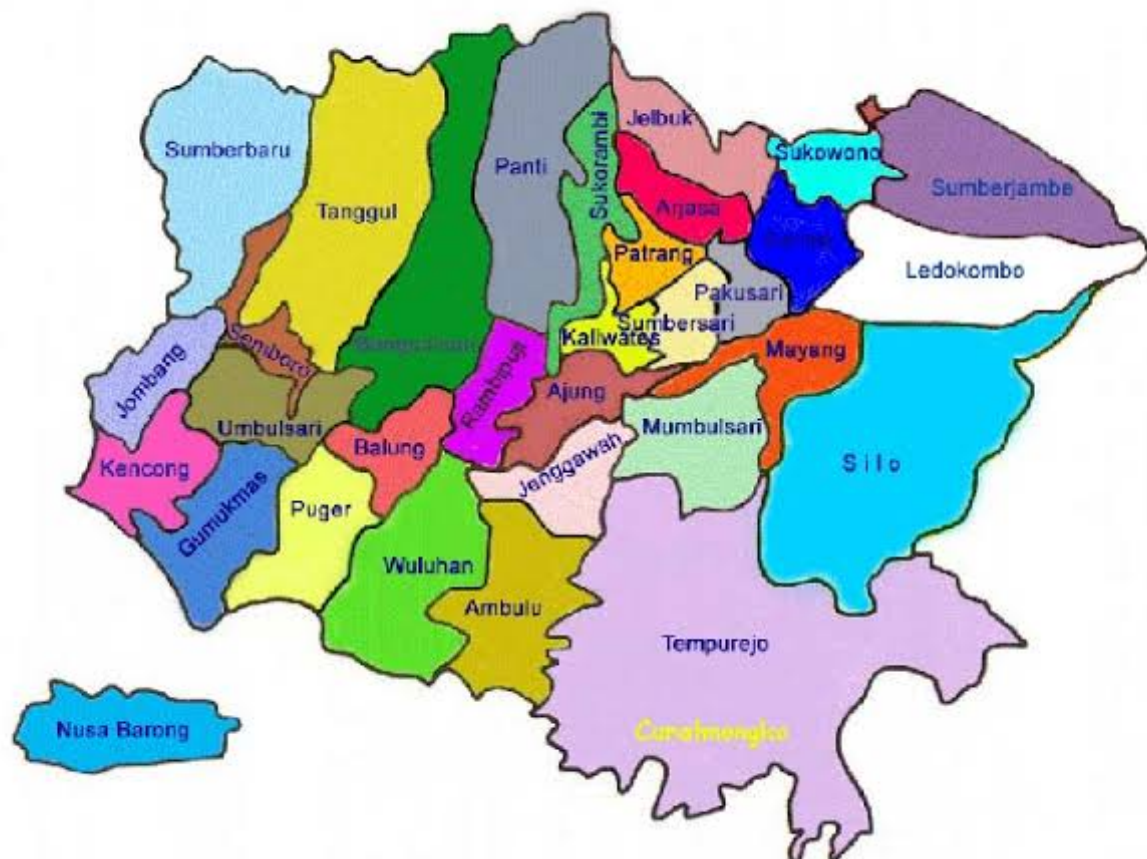 Jelbuk
Sumberbaru
Sukowono
Panti
Sukorambi
Sumberjambe
Tanggul
Arjasa
Patrang
Ledokombo
Pakusari
Sumbersari
Kaliwates
Semboro
Bangsalsari
Mayang
Jombang
Rambipuji
Ajung
Umbulsari
Balung
Mumbulsari
Kencong
Jenggawah
Silo
Gumukmas
Puger
Wuluhan
Ambulu
Tempurejo
Nusa Barong
Curahnongko